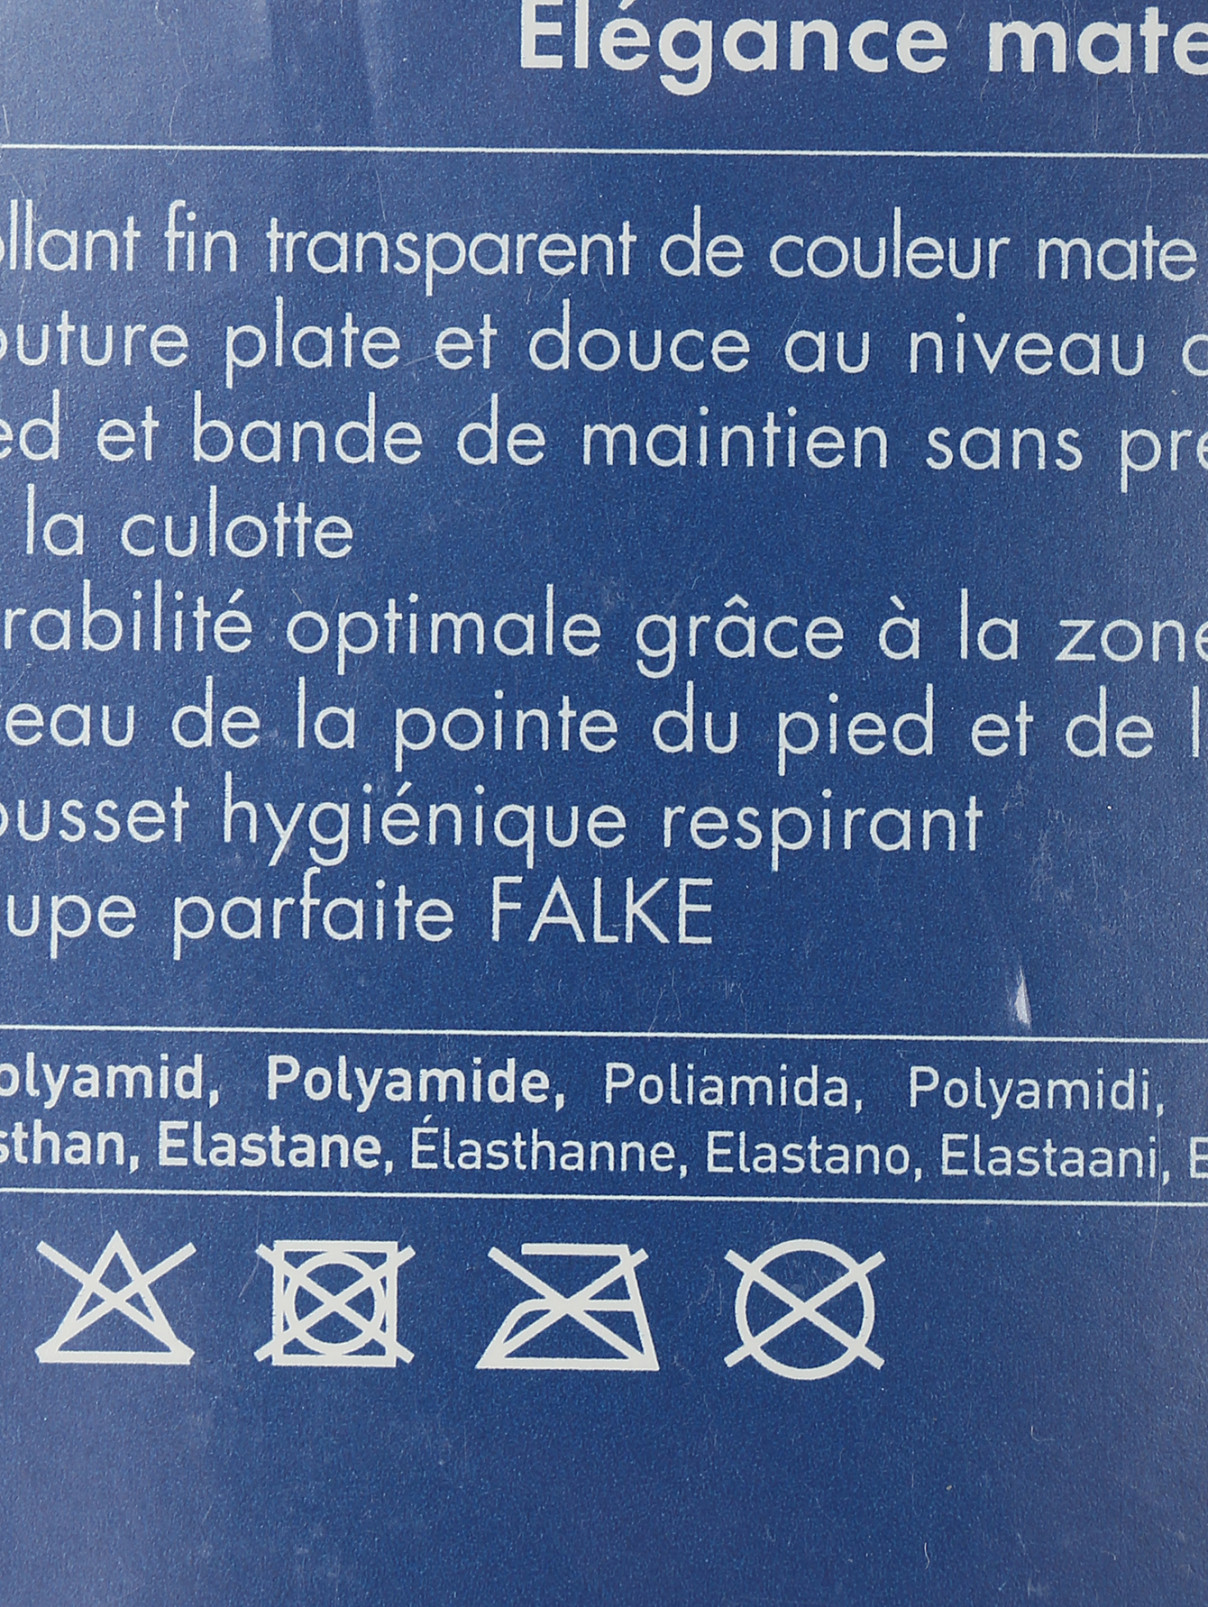 Élégance mate
ollant fin transparent de couleur mate
outure plate et douce au niveau
ed et bande de maintien sans pré
la culotte
rabilité optimale grâce à la zone
eau de la pointe du pied et de l
ousset hygiénique respirant
upe parfaite FALKE
olyamid, Polyamide, Poliamida, Polyamidi,
sthan, Elastane, Élasthanne, Elastano, Elastaani, E